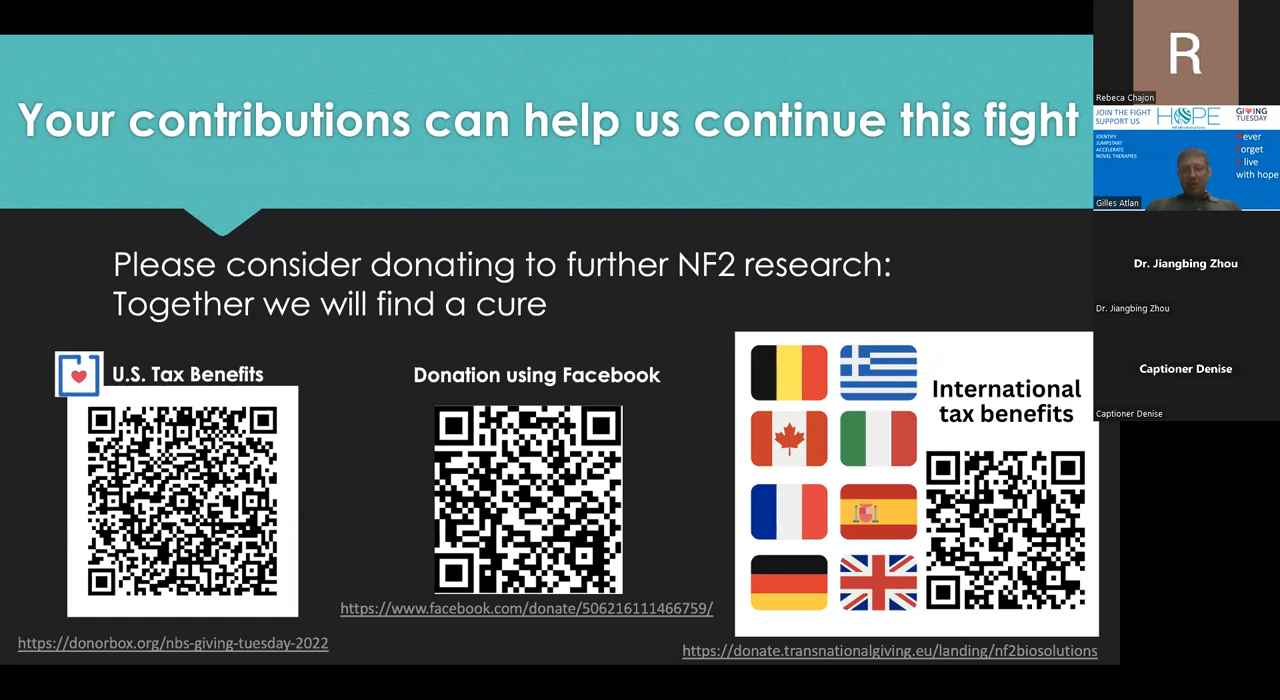 Your contributions can help us continue this fight
Please consider donating to further NF2 research:
Together we will find a cure
U.S. Tax Benefits
Donation using Facebook
International
tax benefits
https://donorbox.org/nbs-giving-tuesday-2022
https://www.facebook.com/donate/506216111466759/
https://donate.transnationalgiving.eu/landing/nf2biosolutions
R
Rebeca Chajon
JOIN THE FIGHT
SUPPORT US
HOPE
NF2BioSolutions
GIVING
TUESDAY
IDENTIFY
JUMPSTART
ACCELERATE
NOVEL THERAPIES
ever
orget
live
with hope
Gilles Atlan
Dr. Jiangbing Zhou
Dr. Jiangbing Zhou
Captioner Denise
Captioner Denise